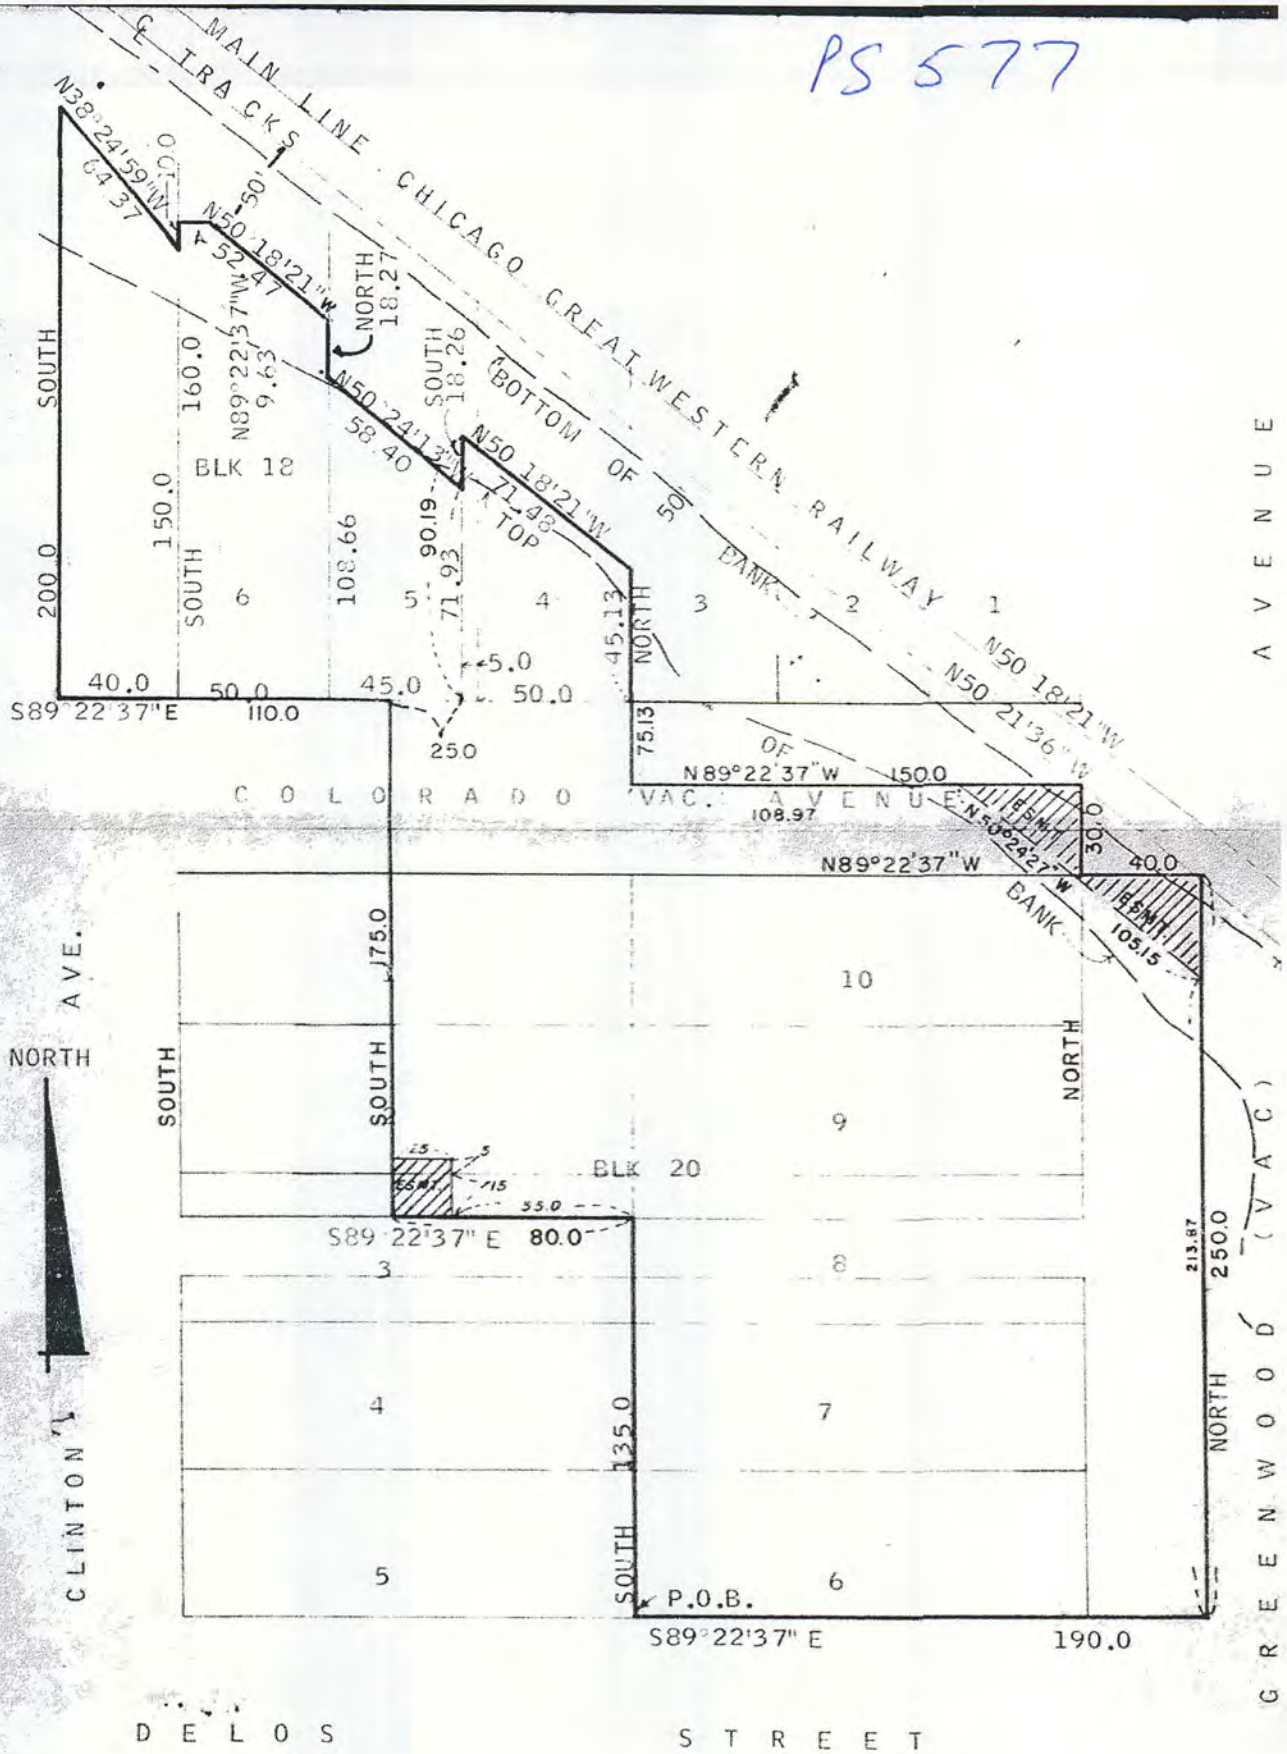 PS 577
MAIN LINE CHICAGO GREAT WESTERN RAILWAY
℄ TRACKS
N38°24'59"W
64.37
10.0
50'
N50°18'21"W
52.47
NORTH
18.27
SOUTH
18.26
N89°22'37"W
9.63
160.0
SOUTH
200.0
150.0
SOUTH
BLK 18
N50°24'13"W
58.40
N50 18'21"W
71.48
TOP
BOTTOM OF
50'
BANK
90.19
71.93
108.66
6
5
4
3
2
1
45.13
NORTH
5.0
40.0
50.0
45.0
50.0
S89°22'37"E
110.0
25.0
75.13
N50 18'21"W
N50 21'36"W
OF
N89°22'37"W
150.0
COLORADO VAC. AVENUE
108.97
ESMT
N50°24'27"W
30.0
N89°22'37"W
40.0
BANK
ESMT.
105.15
AVENUE
175.0
SOUTH
SOUTH
10
NORTH
9
NORTH
25
5
ESMT.
15
BLK 20
55.0
S89°22'37"E
80.0
3
8
213.87
250.0
4
7
135.0
NORTH
SOUTH
5
6
P.O.B.
S89°22'37"E
190.0
CLINTON AVE.
GREENWOOD (VAC)
DELOS STREET